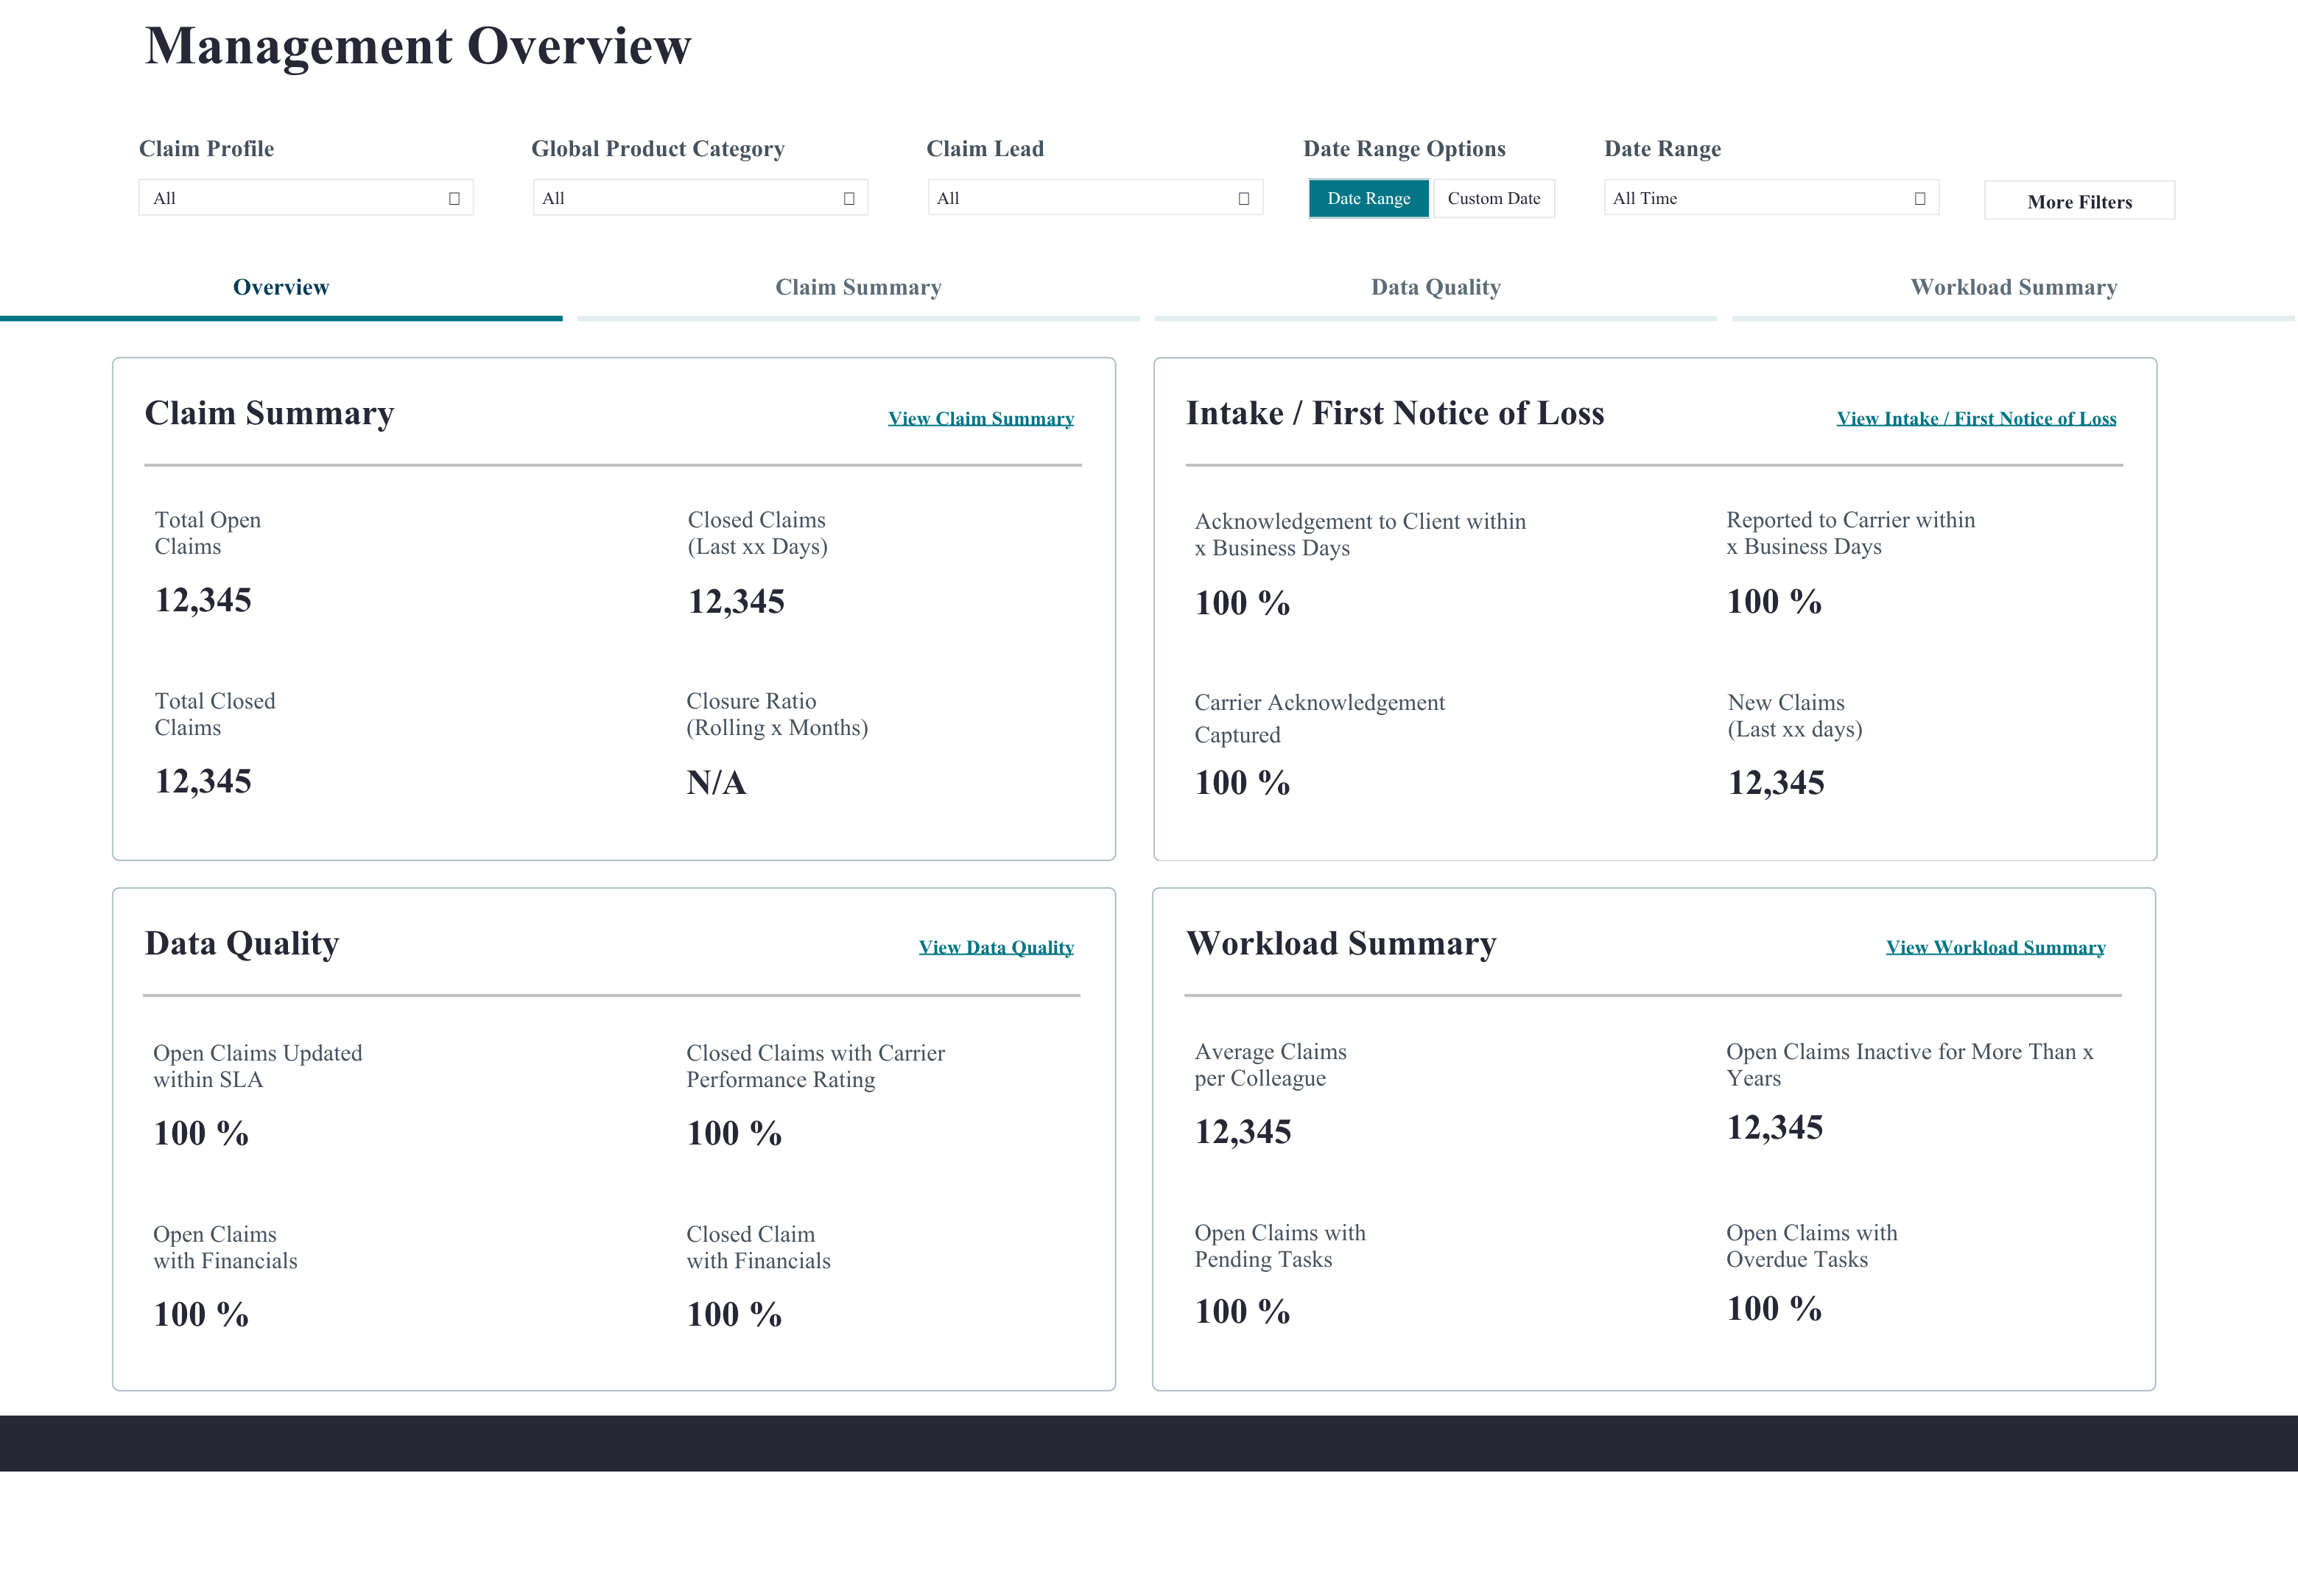 Management Overview
Claim Profile
Global Product Category
Claim Lead
Date Range Options
Date Range
All
All
All
Date Range
Custom Date
All Time
More Filters
Overview
Claim Summary
Data Quality
Workload Summary
Claim Summary
View Claim Summary
Total Open
Claims
12,345
Closed Claims
(Last xx Days)
12,345
Total Closed
Claims
12,345
Closure Ratio
(Rolling x Months)
N/A
Intake / First Notice of Loss
View Intake / First Notice of Loss
Acknowledgement to Client within
x Business Days
100 %
Reported to Carrier within
x Business Days
100 %
Carrier Acknowledgement
Captured
100 %
New Claims
(Last xx days)
12,345
Data Quality
View Data Quality
Open Claims Updated
within SLA
100 %
Closed Claims with Carrier
Performance Rating
100 %
Open Claims
with Financials
100 %
Closed Claim
with Financials
100 %
Workload Summary
View Workload Summary
Average Claims
per Colleague
12,345
Open Claims Inactive for More Than x
Years
12,345
Open Claims with
Pending Tasks
100 %
Open Claims with
Overdue Tasks
100 %